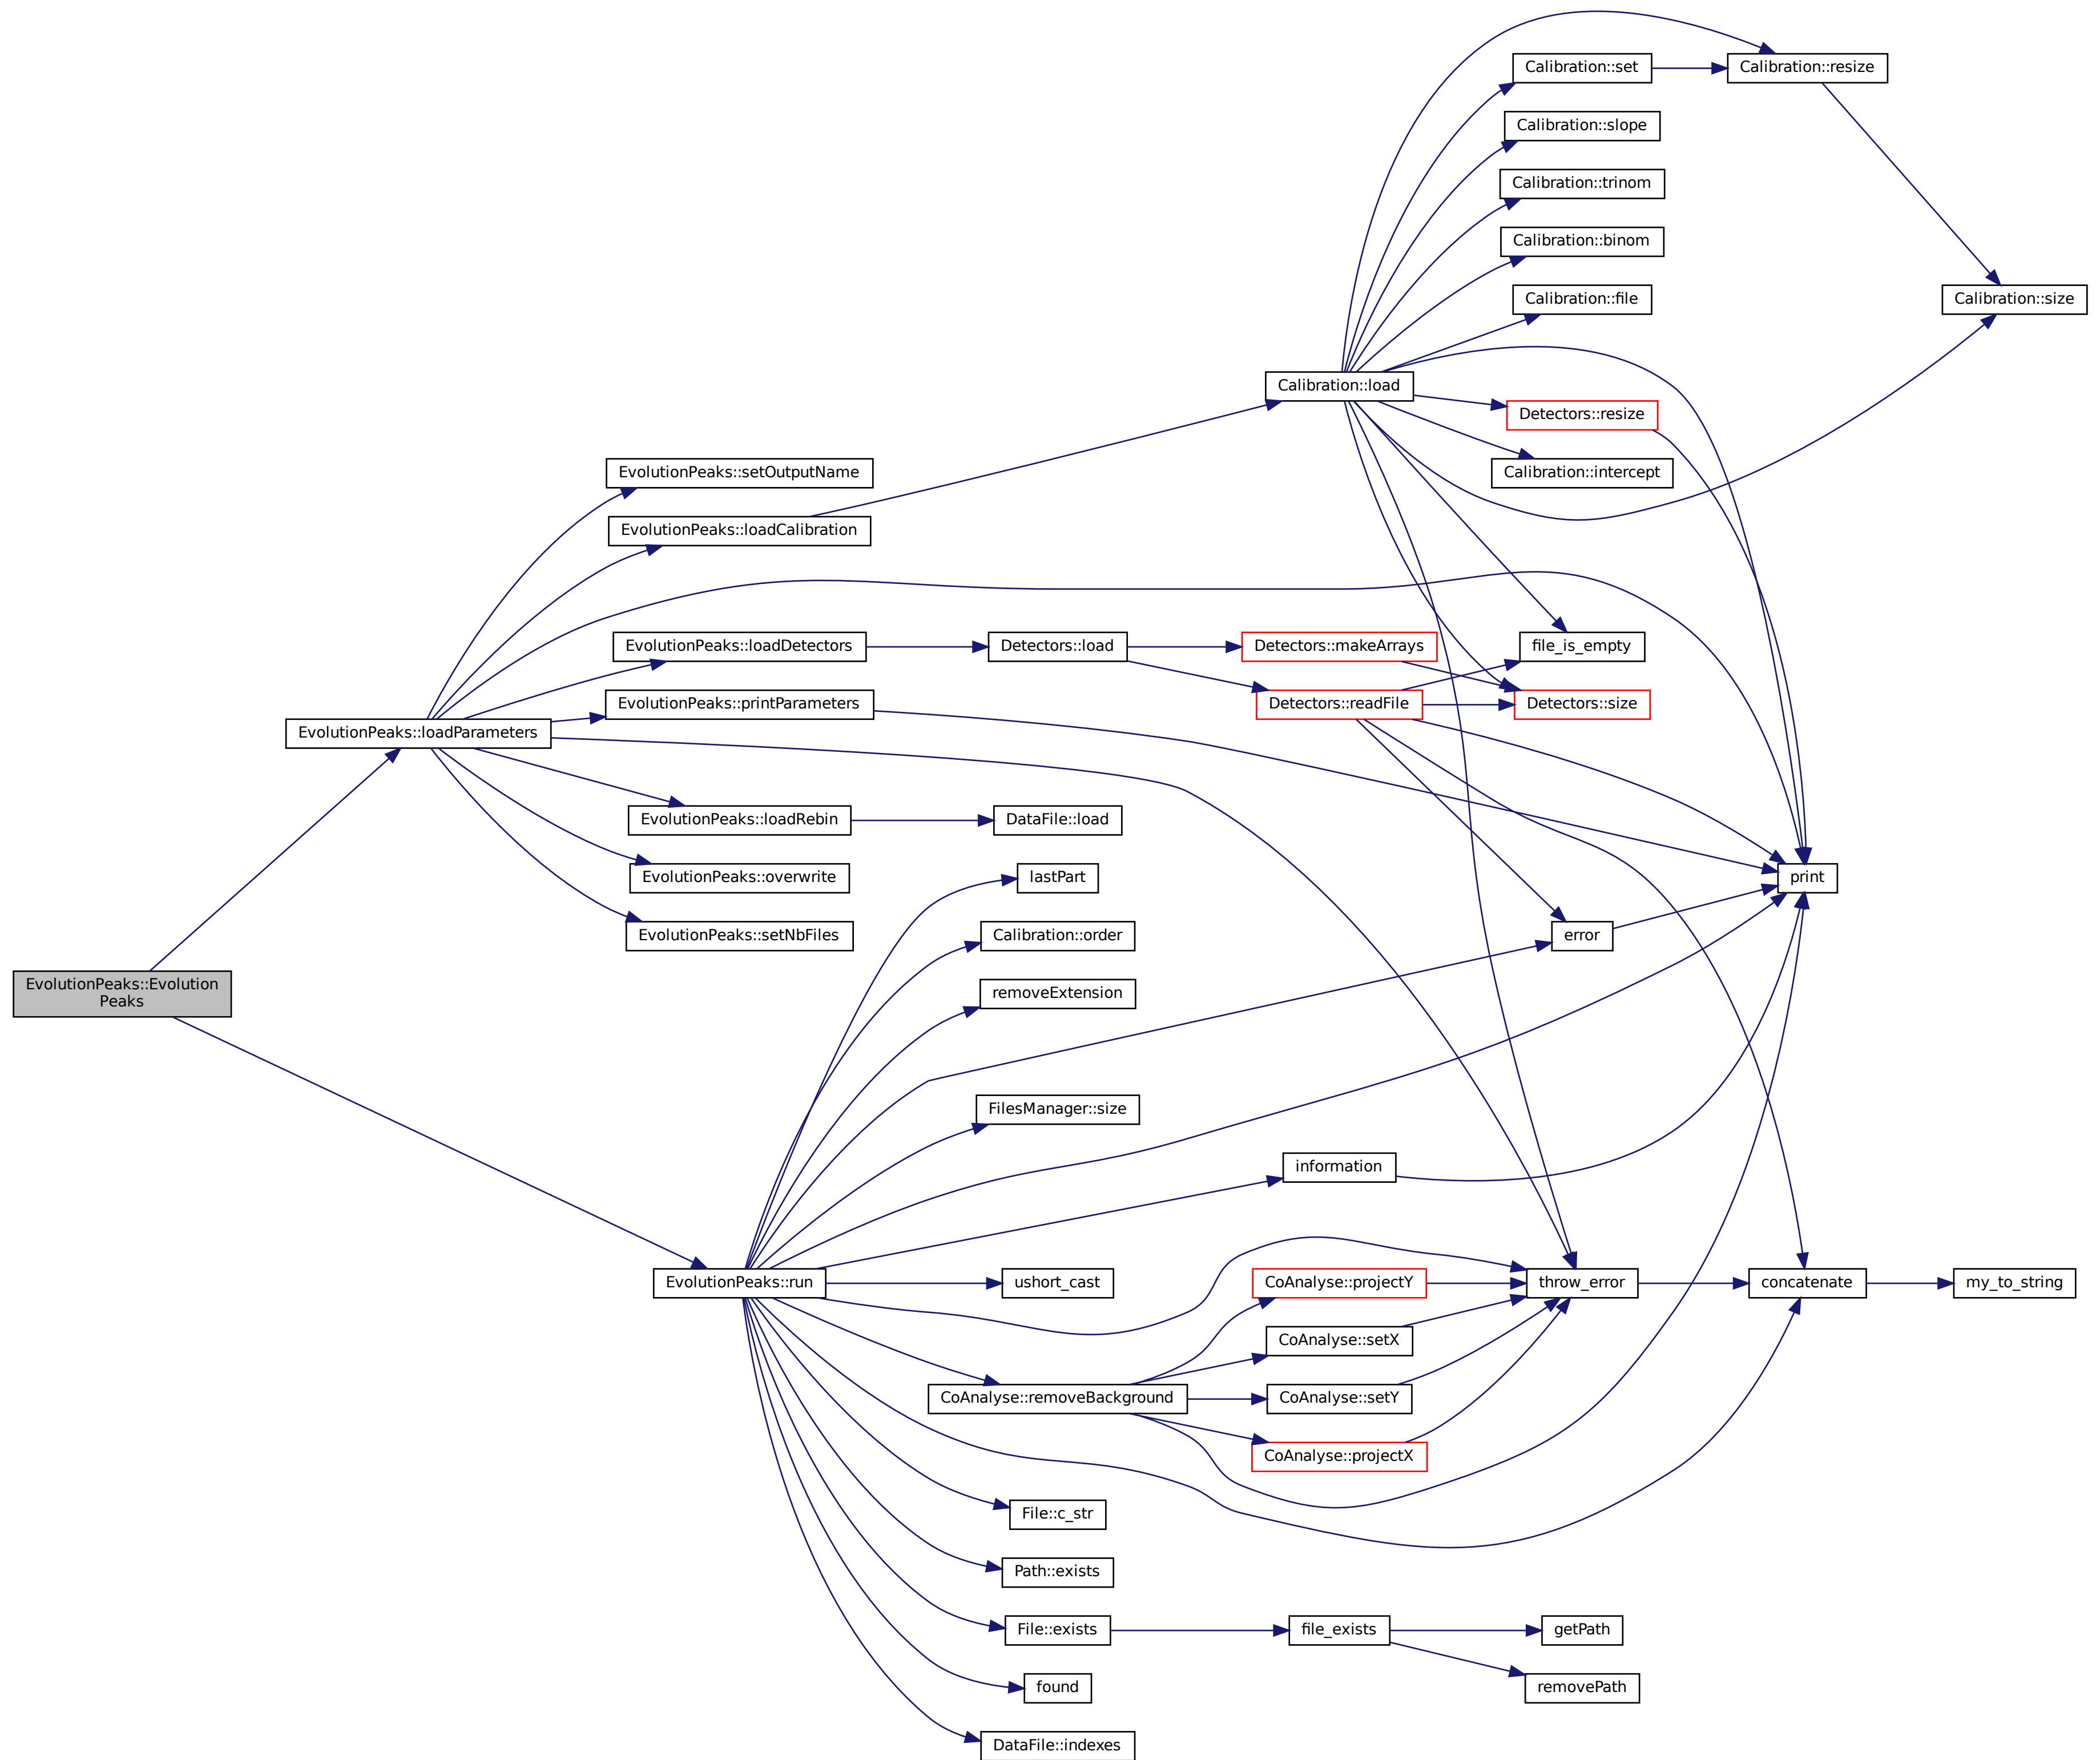 Calibration::set
Calibration::resize
Calibration::slope
Calibration::trinom
Calibration::binom
Calibration::file
Calibration::size
Calibration::load
Detectors::resize
EvolutionPeaks::setOutputName
Calibration::intercept
EvolutionPeaks::loadCalibration
EvolutionPeaks::loadDetectors
Detectors::load
Detectors::makeArrays
file_is_empty
EvolutionPeaks::printParameters
Detectors::readFile
Detectors::size
EvolutionPeaks::loadParameters
EvolutionPeaks::loadRebin
DataFile::load
EvolutionPeaks::overwrite
lastPart
print
EvolutionPeaks::setNbFiles
Calibration::order
error
EvolutionPeaks::Evolution
Peaks
removeExtension
FilesManager::size
information
EvolutionPeaks::run
ushort_cast
CoAnalyse::projectY
throw_error
concatenate
my_to_string
CoAnalyse::setX
CoAnalyse::removeBackground
CoAnalyse::setY
CoAnalyse::projectX
File::c_str
Path::exists
File::exists
file_exists
getPath
found
removePath
DataFile::indexes